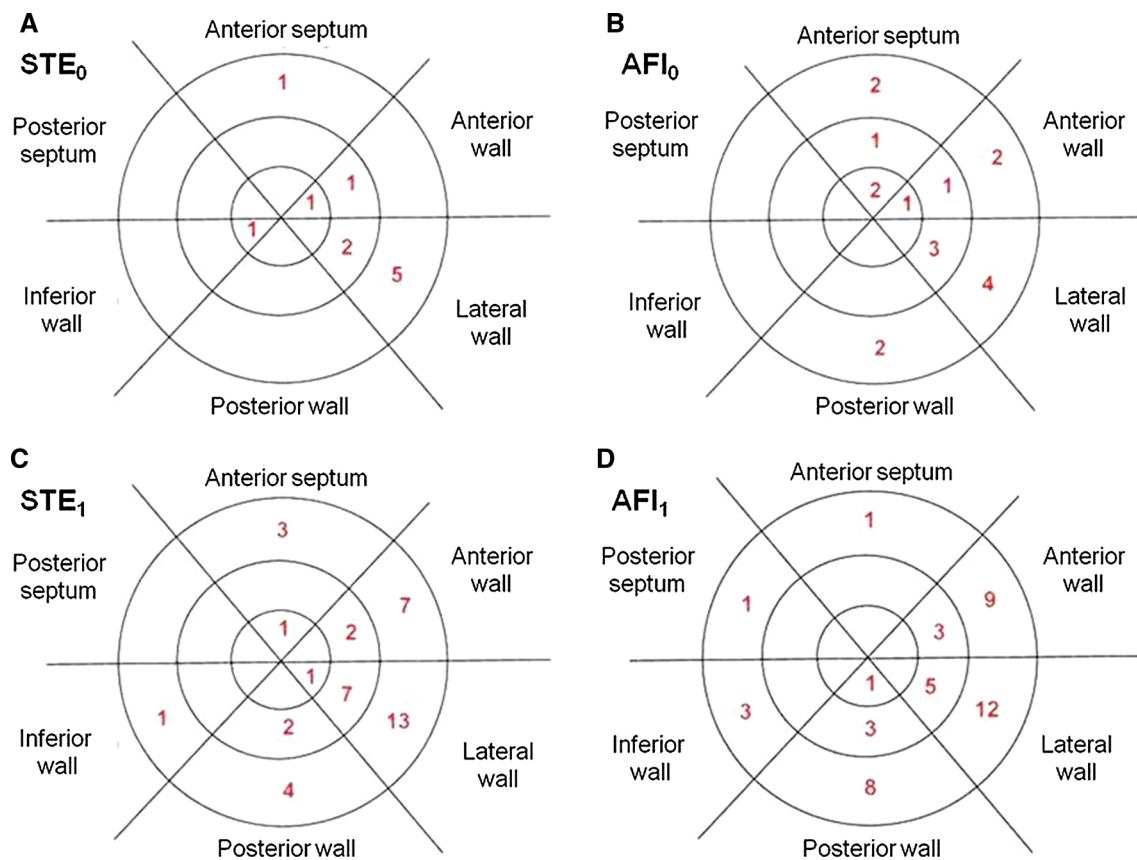 A
STE0
Anterior septum
Posterior
septum
Anterior
wall
1
1
1
1
2
5
Inferior
wall
Lateral
wall
Posterior wall
B
AFI0
Anterior septum
Posterior
septum
Anterior
wall
2
1
2
2
1
1
3
4
2
Inferior
wall
Lateral
wall
Posterior wall
C
STE1
Anterior septum
Posterior
septum
Anterior
wall
3
7
1
2
1
7
1
13
2
4
Inferior
wall
Lateral
wall
Posterior wall
D
AFI1
Anterior septum
Posterior
septum
Anterior
wall
1
1
9
3
1
5
3
12
3
8
Inferior
wall
Lateral
wall
Posterior wall